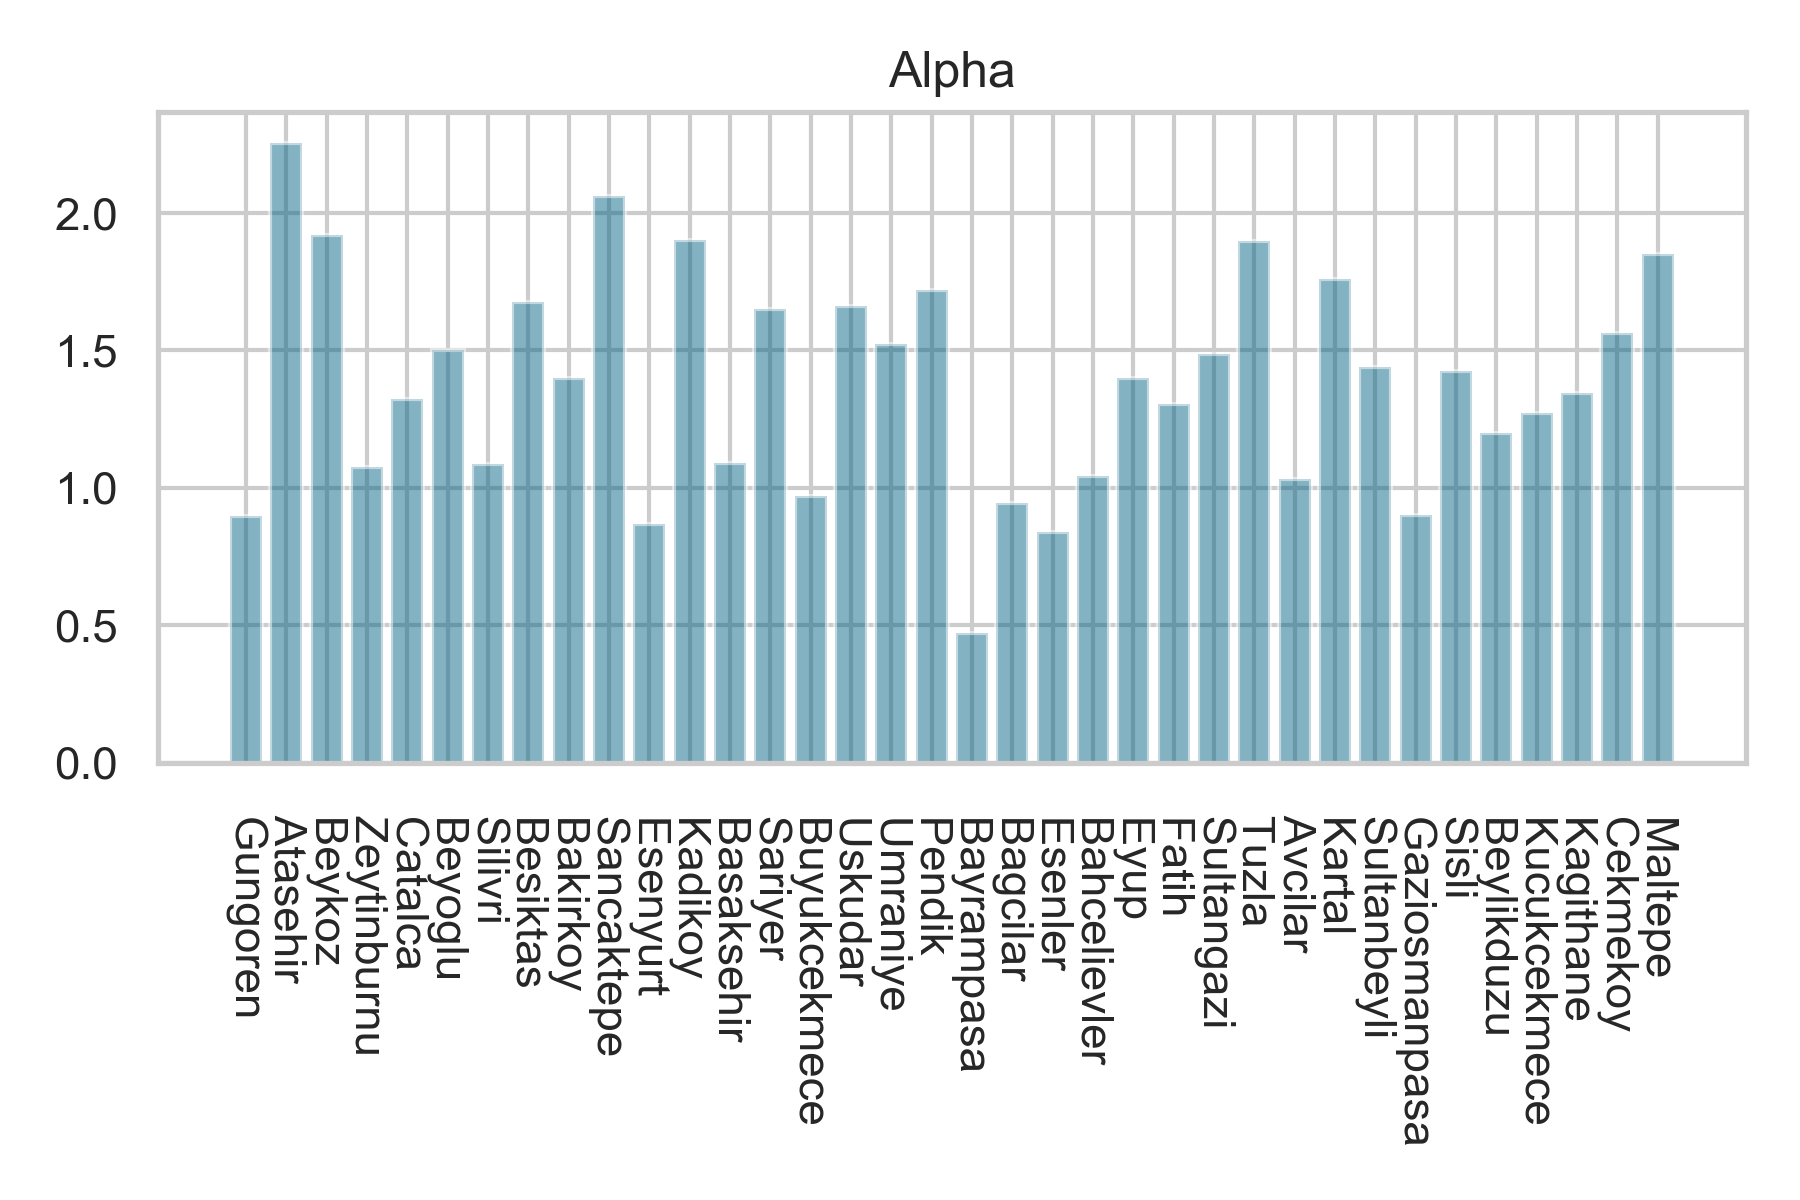 Alpha
2.0
1.5
1.0
0.5
0.0
Gungoren
Atasehir
Beykoz
Zeytinburnu
Catalca
Beyoglu
Silivri
Besiktas
Bakirkoy
Sancaktepe
Esenyurt
Kadikoy
Basaksehir
Sariyer
Buyukcekmece
Uskudar
Umraniye
Pendik
Bayrampasa
Bagcilar
Esenler
Bahcelievler
Eyup
Fatih
Sultangazi
Tuzla
Avcilar
Kartal
Sultanbeyli
Gaziosmanpasa
Sisli
Beylikduzu
Kucukcekmece
Kagithane
Cekmekoy
Maltepe